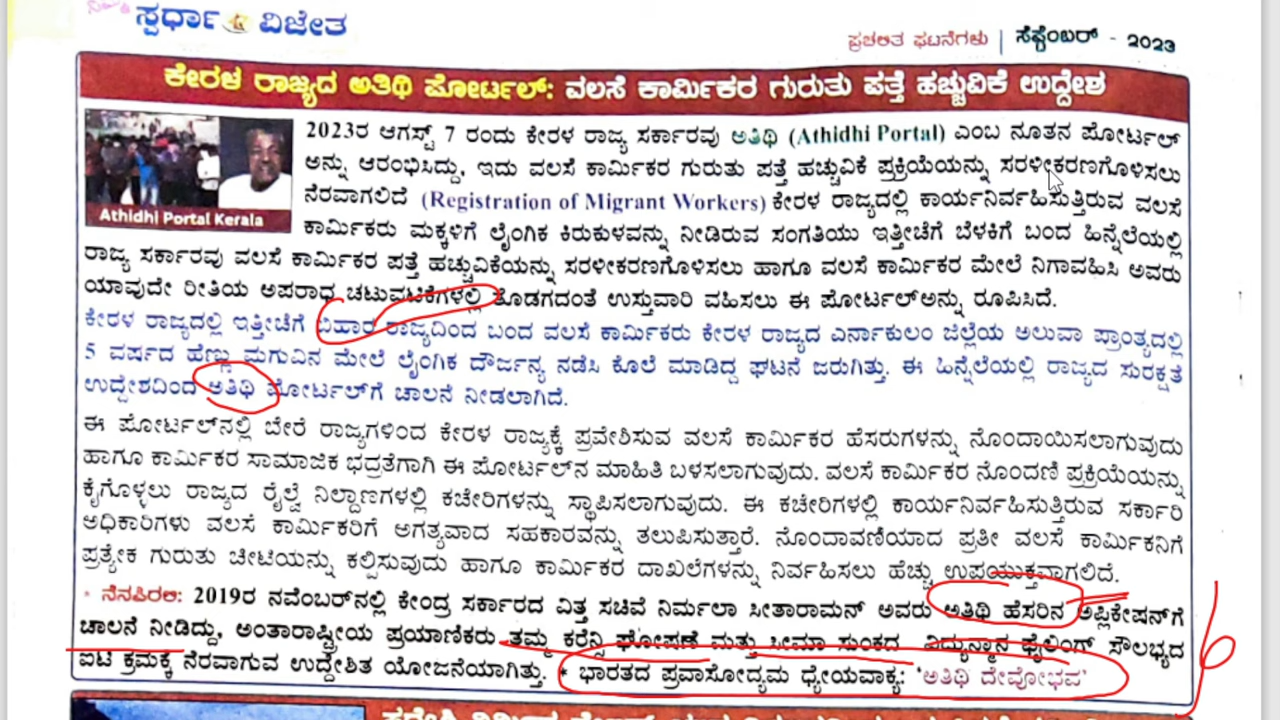 ಸ್ಪರ್ಧಾ ವಿಜೇತ
ಪ್ರಚಲಿತ ಘಟನೆಗಳು | ಸೆಪ್ಟೆಂಬರ್ - 2023
ಕೇರಳ ರಾಜ್ಯದ ಅತಿಥಿ ಪೋರ್ಟಲ್: ವಲಸೆ ಕಾರ್ಮಿಕರ ಗುರುತು ಪತ್ತೆ ಹಚ್ಚುವಿಕೆ ಉದ್ದೇಶ
Athidhi Portal Kerala
2023ರ ಆಗಸ್ಟ್ 7 ರಂದು ಕೇರಳ ರಾಜ್ಯ ಸರ್ಕಾರವು ಅತಿಥಿ (Athidhi Portal) ಎಂಬ ನೂತನ ಪೋರ್ಟಲ್
ಅನ್ನು ಆರಂಭಿಸಿದ್ದು, ಇದು ವಲಸೆ ಕಾರ್ಮಿಕರ ಗುರುತು ಪತ್ತೆ ಹಚ್ಚುವಿಕೆ ಪ್ರಕ್ರಿಯೆಯನ್ನು ಸರಳೀಕರಣಗೊಳಿಸಲು
ನೆರವಾಗಲಿದೆ (Registration of Migrant Workers) ಕೇರಳ ರಾಜ್ಯದಲ್ಲಿ ಕಾರ್ಯನಿರ್ವಹಿಸುತ್ತಿರುವ ವಲಸೆ
ಕಾರ್ಮಿಕರು ಮಕ್ಕಳಿಗೆ ಲೈಂಗಿಕ ಕಿರುಕುಳವನ್ನು ನೀಡಿರುವ ಸಂಗತಿಯು ಇತ್ತೀಚೆಗೆ ಬೆಳಕಿಗೆ ಬಂದ ಹಿನ್ನೆಲೆಯಲ್ಲಿ
ರಾಜ್ಯ ಸರ್ಕಾರವು ವಲಸೆ ಕಾರ್ಮಿಕರ ಪತ್ತೆ ಹಚ್ಚುವಿಕೆಯನ್ನು ಸರಳೀಕರಣಗೊಳಿಸಲು ಹಾಗೂ ವಲಸೆ ಕಾರ್ಮಿಕರ ಮೇಲೆ ನಿಗಾವಹಿಸಿ ಅವರು
ಯಾವುದೇ ರೀತಿಯ ಅಪರಾಧ ಚಟುವಟಿಕೆಗಳಲ್ಲಿ ತೊಡಗದಂತೆ ಉಸ್ತುವಾರಿ ವಹಿಸಲು ಈ ಪೋರ್ಟಲ್‌ಅನ್ನು ರೂಪಿಸಿದೆ.
ಕೇರಳ ರಾಜ್ಯದಲ್ಲಿ ಇತ್ತೀಚೆಗೆ ಬಿಹಾರ ರಾಜ್ಯದಿಂದ ಬಂದ ವಲಸೆ ಕಾರ್ಮಿಕರು ಕೇರಳ ರಾಜ್ಯದ ಎರ್ನಾಕುಲಂ ಜಿಲ್ಲೆಯ ಅಲುವಾ ಪ್ರಾಂತ್ಯದಲ್ಲಿ
5 ವರ್ಷದ ಹೆಣ್ಣು ಮಗುವಿನ ಮೇಲೆ ಲೈಂಗಿಕ ದೌರ್ಜನ್ಯ ನಡೆಸಿ ಕೊಲೆ ಮಾಡಿದ್ದ ಘಟನೆ ಜರುಗಿತ್ತು. ಈ ಹಿನ್ನೆಲೆಯಲ್ಲಿ ರಾಜ್ಯದ ಸುರಕ್ಷತೆ
ಉದ್ದೇಶದಿಂದ ಅತಿಥಿ ಪೋರ್ಟಲ್‌ಗೆ ಚಾಲನೆ ನೀಡಲಾಗಿದೆ.
ಈ ಪೋರ್ಟಲ್‌ನಲ್ಲಿ ಬೇರೆ ರಾಜ್ಯಗಳಿಂದ ಕೇರಳ ರಾಜ್ಯಕ್ಕೆ ಪ್ರವೇಶಿಸುವ ವಲಸೆ ಕಾರ್ಮಿಕರ ಹೆಸರುಗಳನ್ನು ನೊಂದಾಯಿಸಲಾಗುವುದು
ಹಾಗೂ ಕಾರ್ಮಿಕರ ಸಾಮಾಜಿಕ ಭದ್ರತೆಗಾಗಿ ಈ ಪೋರ್ಟಲ್‌ನ ಮಾಹಿತಿ ಬಳಸಲಾಗುವುದು. ವಲಸೆ ಕಾರ್ಮಿಕರ ನೊಂದಣಿ ಪ್ರಕ್ರಿಯೆಯನ್ನು
ಕೈಗೊಳ್ಳಲು ರಾಜ್ಯದ ರೈಲ್ವೆ ನಿಲ್ದಾಣಗಳಲ್ಲಿ ಕಚೇರಿಗಳನ್ನು ಸ್ಥಾಪಿಸಲಾಗುವುದು. ಈ ಕಚೇರಿಗಳಲ್ಲಿ ಕಾರ್ಯನಿರ್ವಹಿಸುತ್ತಿರುವ ಸರ್ಕಾರಿ
ಅಧಿಕಾರಿಗಳು ವಲಸೆ ಕಾರ್ಮಿಕರಿಗೆ ಅಗತ್ಯವಾದ ಸಹಕಾರವನ್ನು ತಲುಪಿಸುತ್ತಾರೆ. ನೊಂದಾವಣಿಯಾದ ಪ್ರತೀ ವಲಸೆ ಕಾರ್ಮಿಕನಿಗೆ
ಪ್ರತ್ಯೇಕ ಗುರುತು ಚೀಟಿಯನ್ನು ಕಲ್ಪಿಸುವುದು ಹಾಗೂ ಕಾರ್ಮಿಕರ ದಾಖಲೆಗಳನ್ನು ನಿರ್ವಹಿಸಲು ಹೆಚ್ಚು ಉಪಯುಕ್ತವಾಗಲಿದೆ.
* ನೆನಪಿರಲಿ: 2019ರ ನವೆಂಬರ್‌ನಲ್ಲಿ ಕೇಂದ್ರ ಸರ್ಕಾರದ ವಿತ್ತ ಸಚಿವೆ ನಿರ್ಮಲಾ ಸೀತಾರಾಮನ್ ಅವರು ಅತಿಥಿ ಹೆಸರಿನ ಅಪ್ಲಿಕೇಷನ್‌ಗೆ
ಚಾಲನೆ ನೀಡಿದ್ದು, ಅಂತಾರಾಷ್ಟ್ರೀಯ ಪ್ರಯಾಣಿಕರು ತಮ್ಮ ಕರೆನ್ಸಿ ಘೋಷಣೆ ಮತ್ತು ಸೀಮಾ ಸುಂಕದ ವಿದ್ಯುನ್ಮಾನ ಫೈಲಿಂಗ್ ಸೌಲಭ್ಯದ
ಐಟಿ ಕ್ರಮಕ್ಕೆ ನೆರವಾಗುವ ಉದ್ದೇಶಿತ ಯೋಜನೆಯಾಗಿತ್ತು. * ಭಾರತದ ಪ್ರವಾಸೋದ್ಯಮ ಧ್ಯೇಯವಾಕ್ಯ: 'ಅತಿಥಿ ದೇವೋಭವ'